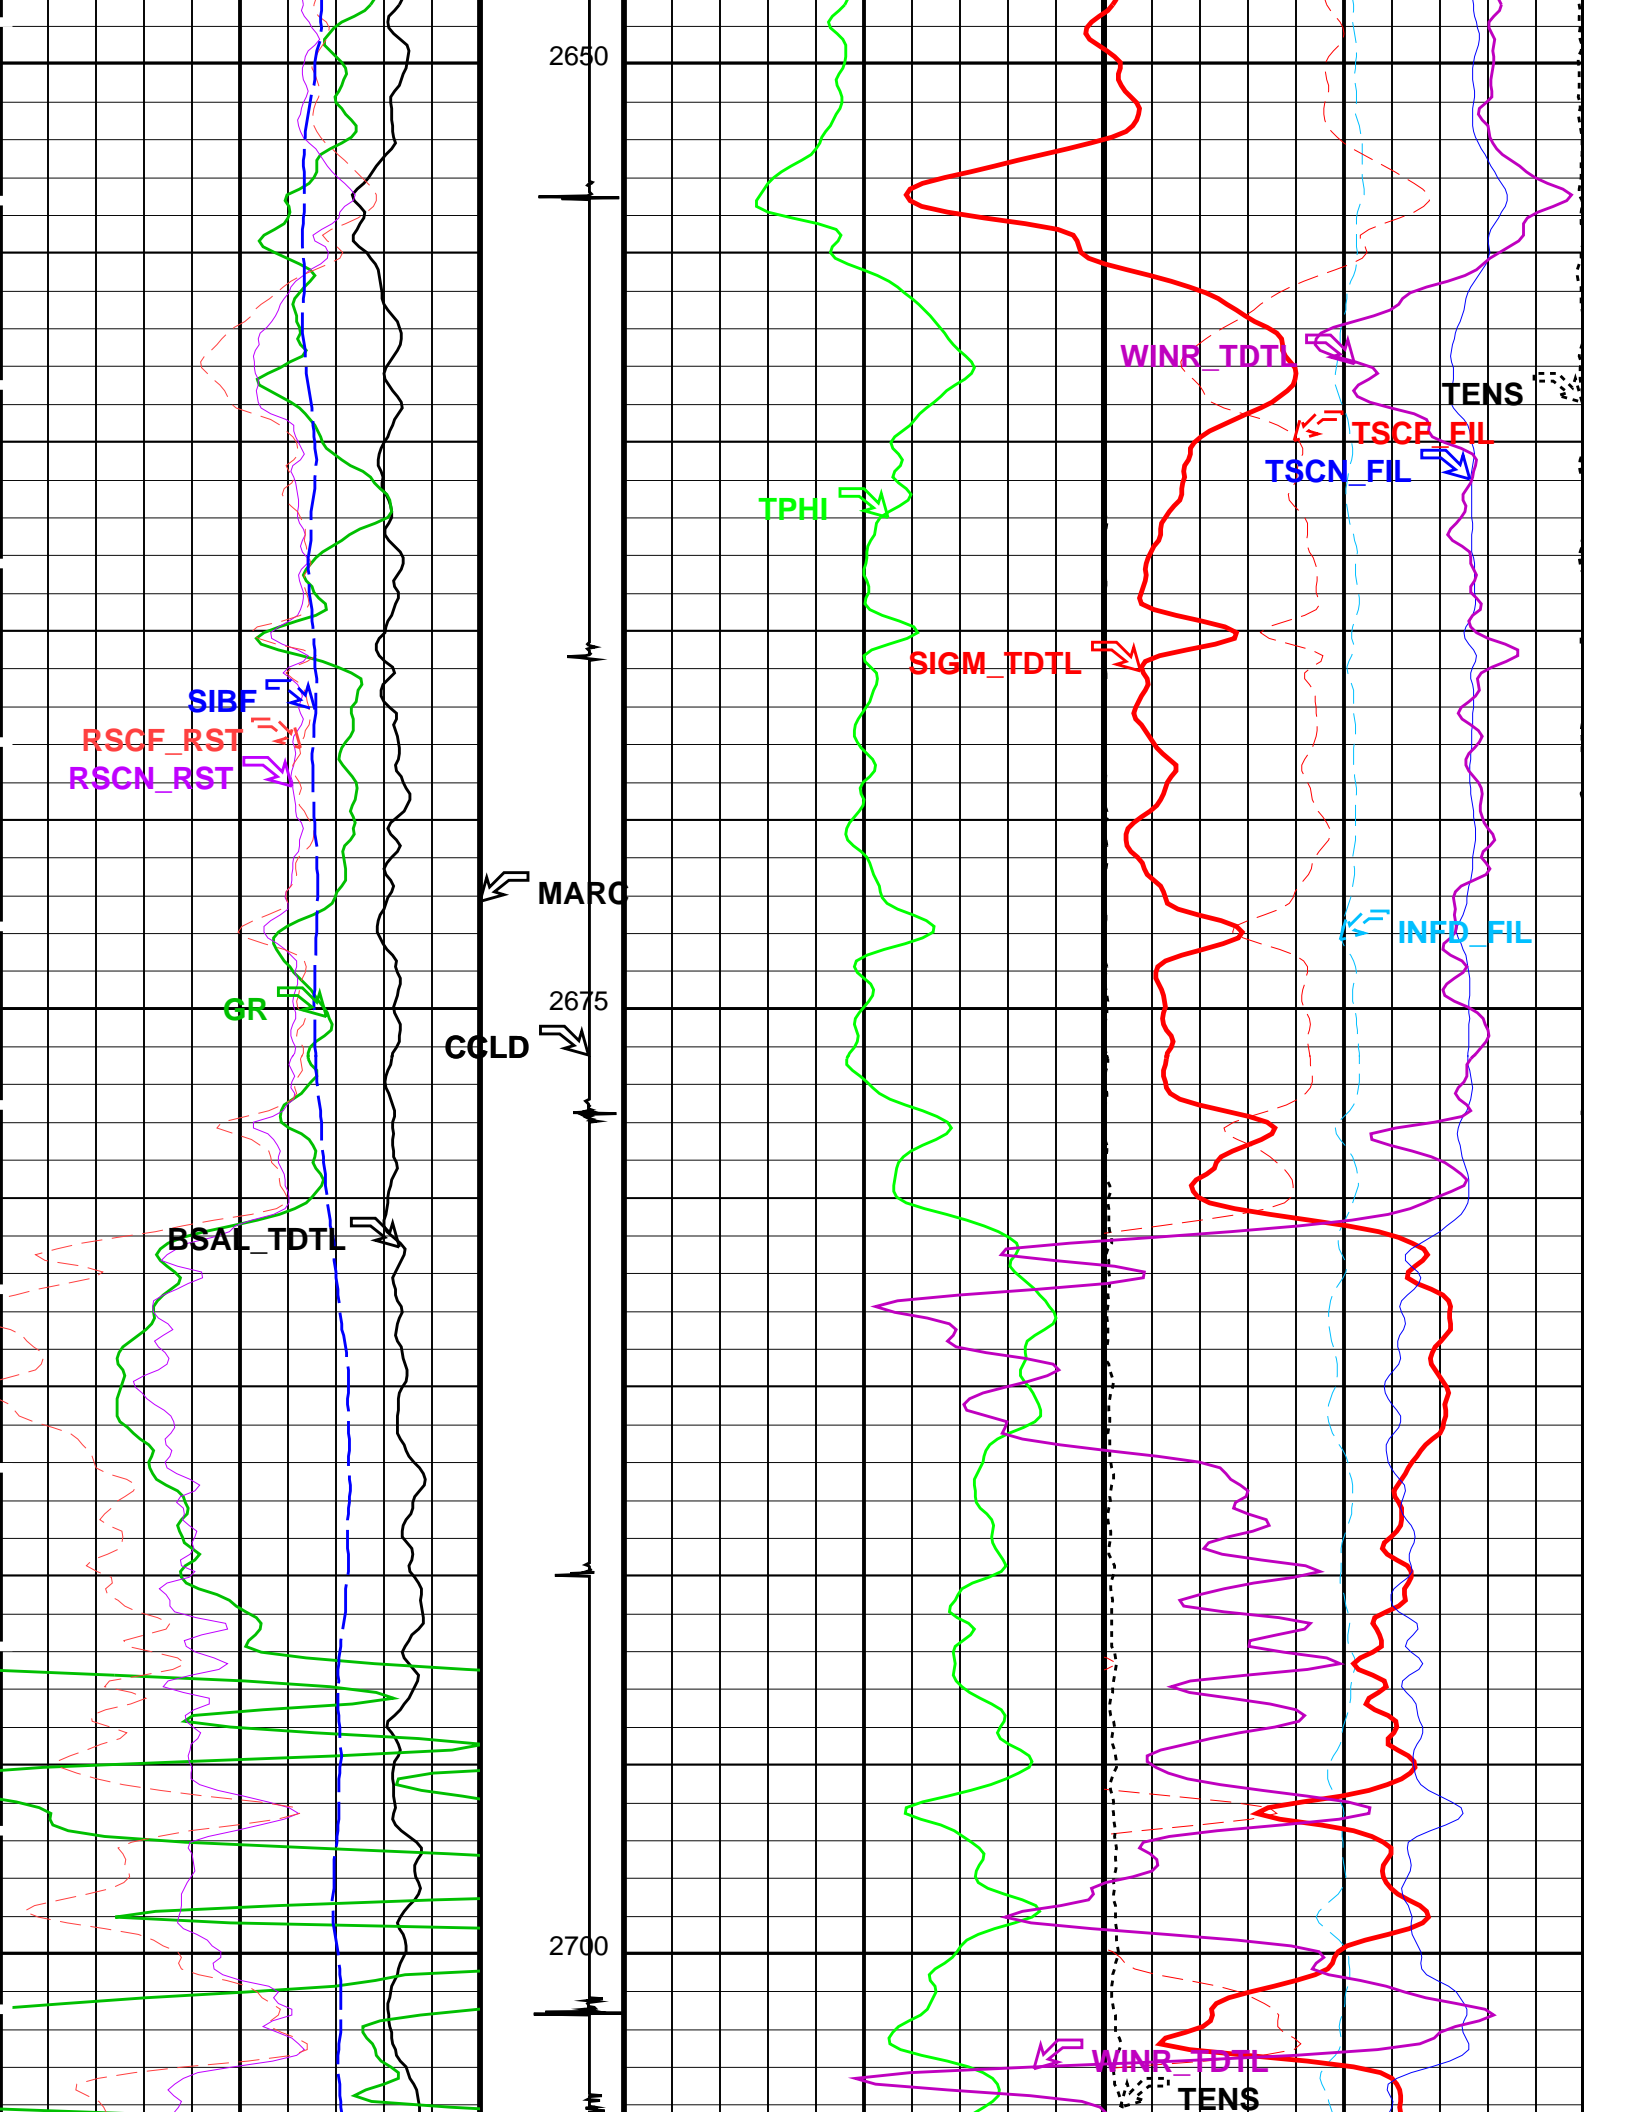 2650
WINR_TDTL
TENS
TSCF_FIL
TSCN_FIL
TPHI
SIGM_TDTL
SIBF
RSCF_RST
RSCN_RST
MARC
INFD_FIL
2675
GR
CCLD
BSAL_TDTL
2700
WINR_TDTL
TENS